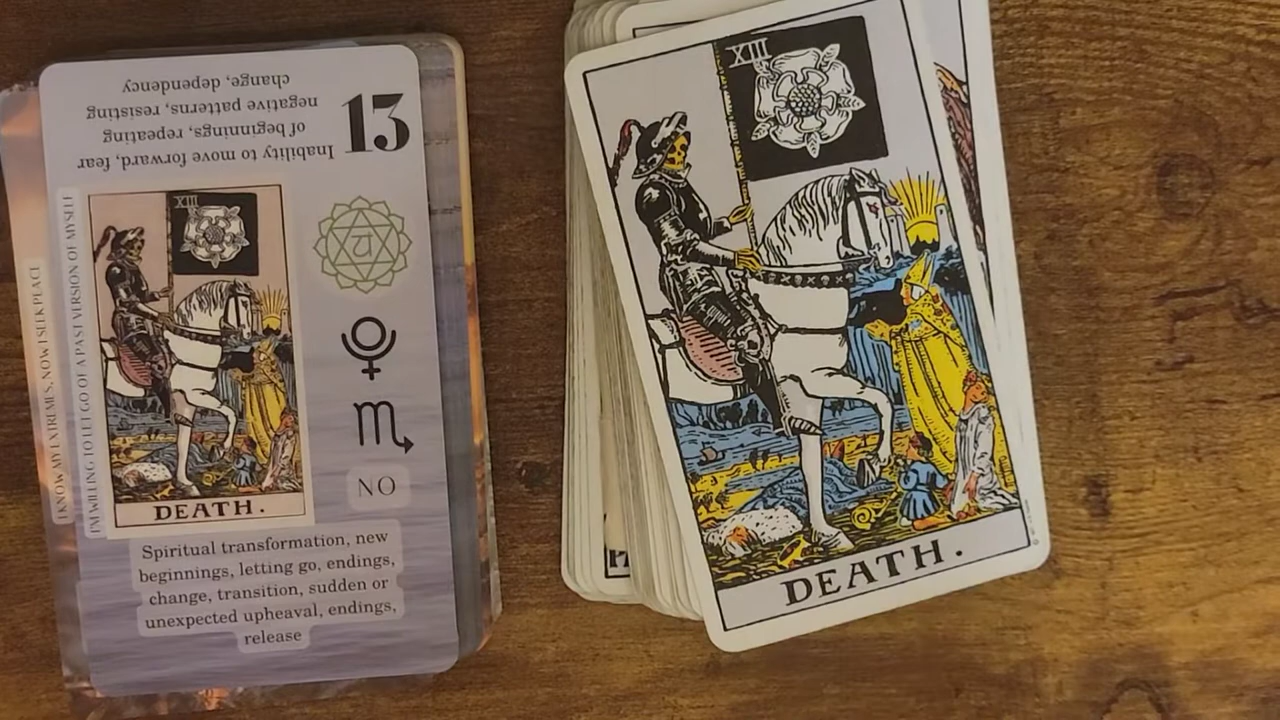 Inability to move forward, fear
of beginnings, repeating
negative patterns, resisting
change, dependency
13
I KNOW MY EXTREMES, NOW I SEEK
I'M WILLING TO LET GO OF A PAST VERSION OF MYSELF
XIII
DEATH.
NO
Spiritual transformation, new
beginnings, letting go, endings,
change, transition, sudden or
unexpected upheaval, endings,
release
XIII
DEATH.